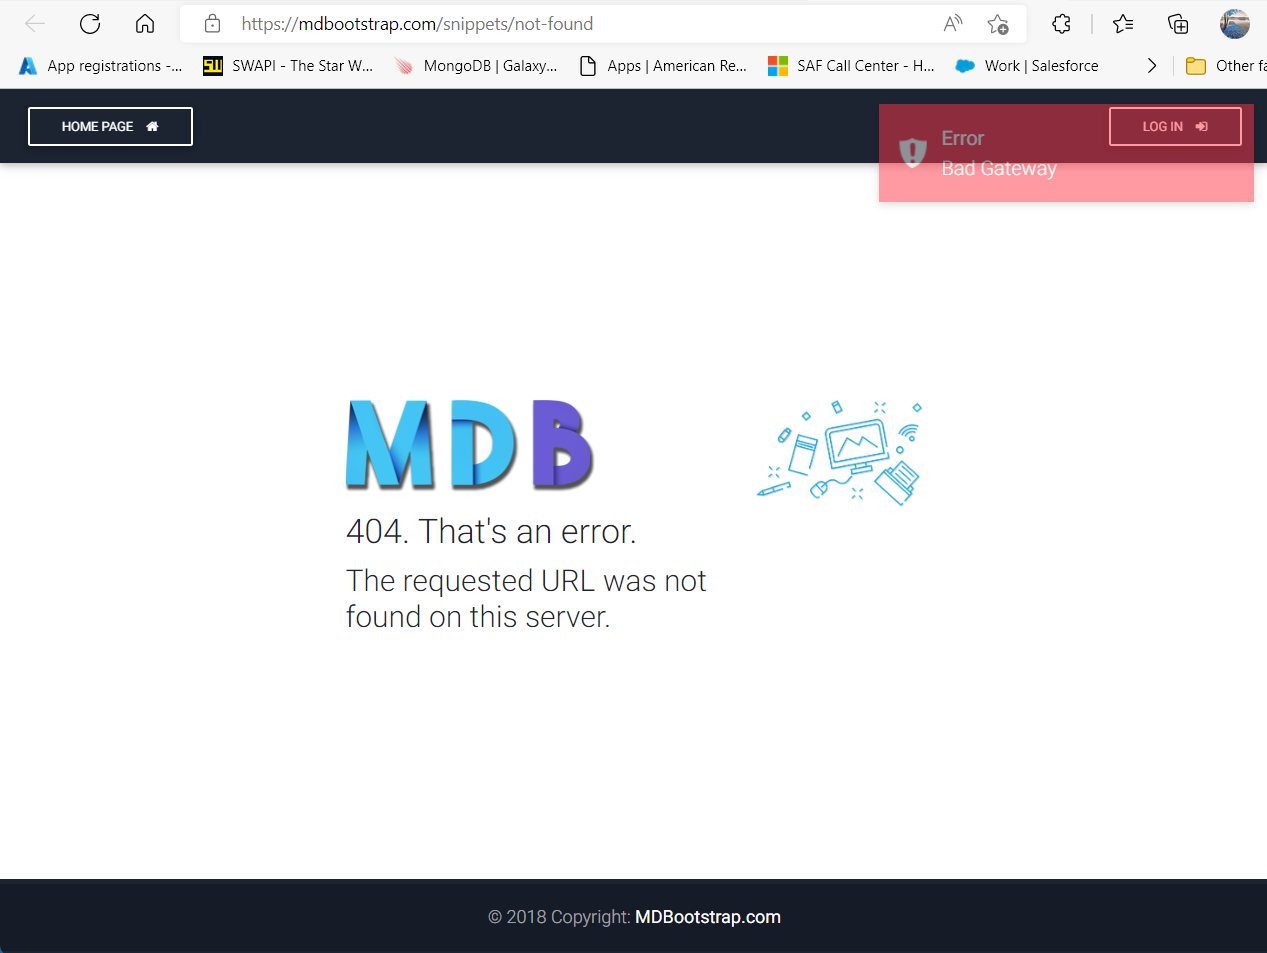 https://mdbootstrap.com/snippets/not-found
App registrations -...
SWAPI - The Star W...
MongoDB | Galaxy...
Apps | American Re...
SAF Call Center - H...
Work | Salesforce
Other fa
HOME PAGE
LOG IN
Error
Bad Gateway
MDB
404. That's an error.
The requested URL was not
found on this server.
© 2018 Copyright: MDBootstrap.com